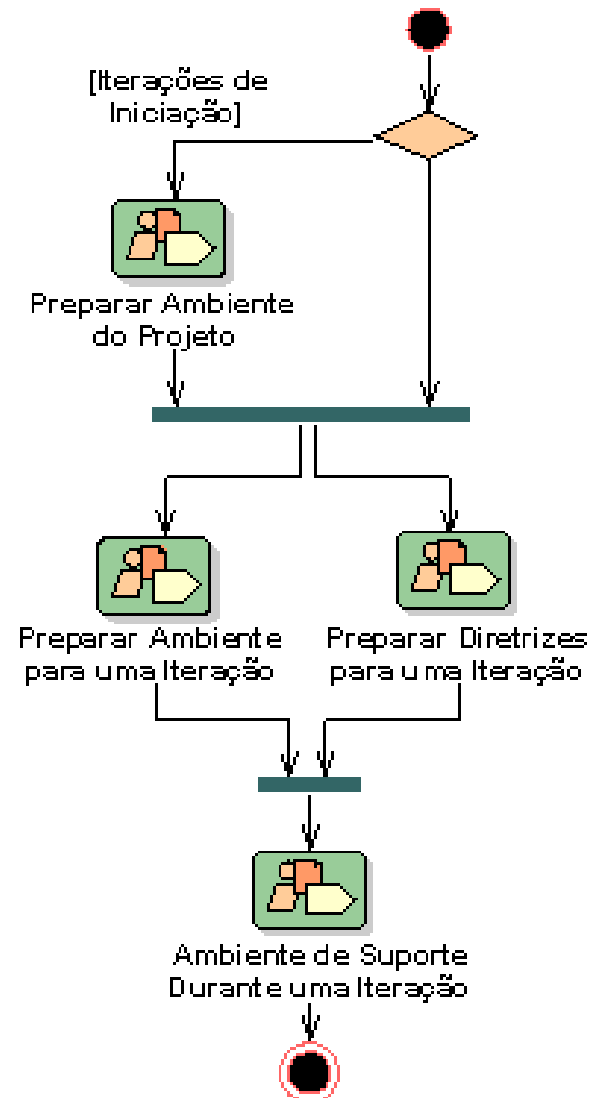 [Iterações de
Iniciação]
Preparar Ambiente
do Projeto
Preparar Ambiente
para uma Iteração
Preparar Diretrizes
para uma Iteração
Ambiente de Suporte
Durante uma Iteração